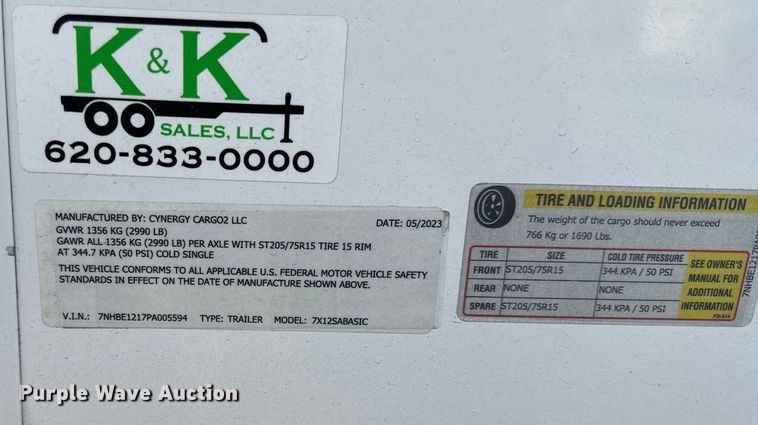 K & K
SALES, LLC
620-833-0000
MANUFACTURED BY: CYNERGY CARGO2 LLC DATE: 05/2023
GVWR 1356 KG (2990 LB)
GAWR ALL 1356 KG (2990 LB) PER AXLE WITH ST205/75R15 TIRE 15 RIM
AT 344.7 KPA (50 PSI) COLD SINGLE
THIS VEHICLE CONFORMS TO ALL APPLICABLE U.S. FEDERAL MOTOR VEHICLE SAFETY
STANDARDS IN EFFECT ON THE DATE OF MANUFACTURE SHOWN ABOVE.
V.I.N.: 7NHBE1217PA005594 TYPE: TRAILER MODEL: 7X12SABASIC
TIRE AND LOADING INFORMATION
The weight of the cargo should never exceed
766 Kg or 1690 Lbs.
TIRE SIZE COLD TIRE PRESSURE
FRONT ST205/75R15 344 KPA / 50 PSI
REAR NONE NONE
SPARE ST205/75R15 344 KPA / 50 PSI
SEE OWNER'S
MANUAL FOR
ADDITIONAL
INFORMATION
FD-314
Purple Wave Auction